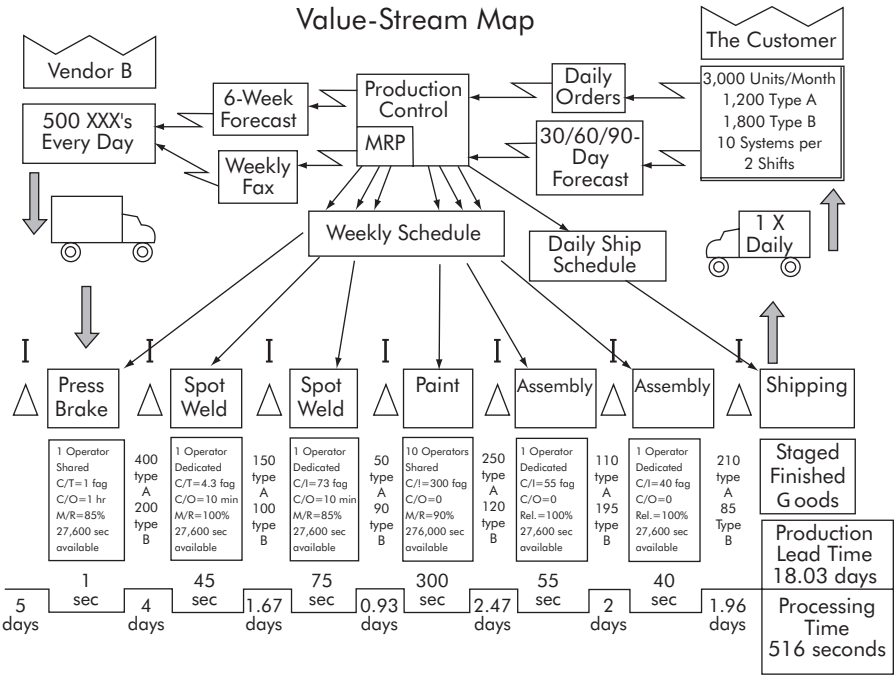 Value-Stream Map
Vendor B
500 XXX's
Every Day
6-Week
Forecast
Weekly
Fax
Production
Control
MRP
Daily
Orders
30/60/90-
Day
Forecast
The Customer
3,000 Units/Month
1,200 Type A
1,800 Type B
10 Systems per
2 Shifts
Weekly Schedule
Daily Ship
Schedule
1 X
Daily
I
I
I
I
I
I
I
Press
Brake
Spot
Weld
Spot
Weld
Paint
Assembly
Assembly
Shipping
1 Operator
Shared
C/T=1 fag
C/O=1 hr
M/R=85%
27,600 sec
available
400
type
A
200
type
B
1 Operator
Dedicated
C/T=4.3 fag
C/O=10 min
M/R=100%
27,600 sec
available
150
type
A
100
type
B
1 Operator
Dedicated
C/I=73 fag
C/O=10 min
M/R=85%
27,600 sec
available
50
type
A
90
type
B
10 Operators
Shared
C/I=300 fag
C/O=0
M/R=90%
276,000 sec
available
250
type
A
120
type
B
1 Operator
Dedicated
C/I=55 fag
C/O=0
Rel.=100%
27,600 sec
available
110
type
A
195
type
B
1 Operator
Dedicated
C/I=40 fag
C/O=0
Rel.=100%
27,600 sec
available
210
type
A
85
Type
B
Staged
Finished
Goods
Production
Lead Time
18.03 days
Processing
Time
516 seconds
5
days
1
sec
4
days
45
sec
1.67
days
75
sec
0.93
days
300
sec
2.47
days
55
sec
2
days
40
sec
1.96
days